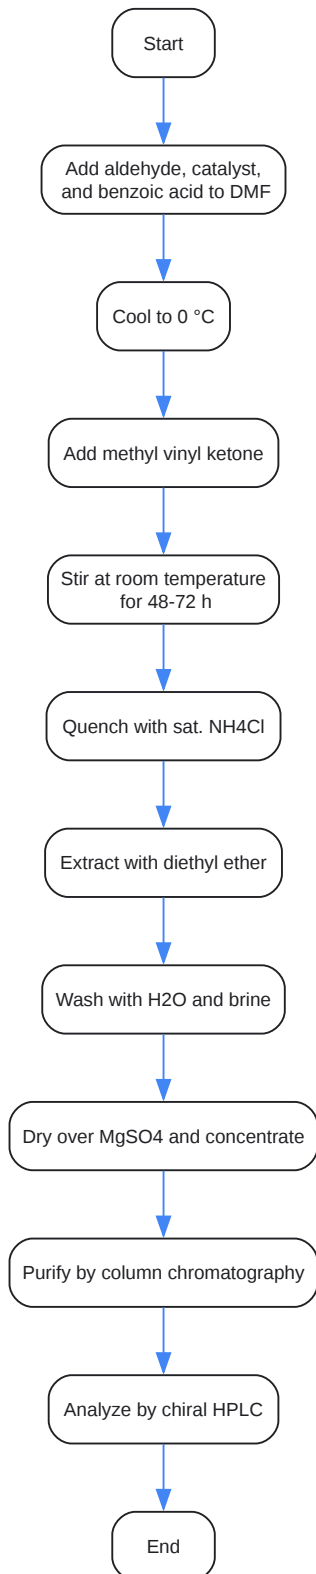 Start
Add aldehyde, catalyst,
and benzoic acid to DMF
Cool to 0 °C
Add methyl vinyl ketone
Stir at room temperature
for 48-72 h
Quench with sat. NH4Cl
Extract with diethyl ether
Wash with H2O and brine
Dry over MgSO4 and concentrate
Purify by column chromatography
Analyze by chiral HPLC
End